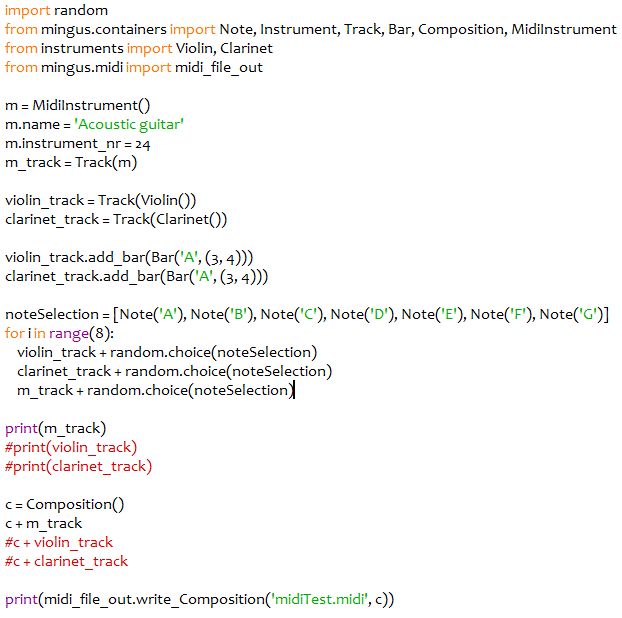 import random
from mingus.containers import Note, Instrument, Track, Bar, Composition, MidiInstrument
from instruments import Violin, Clarinet
from mingus.midi import midi_file_out

m = MidiInstrument()
m.name = 'Acoustic guitar'
m.instrument_nr = 24
m_track = Track(m)

violin_track = Track(Violin())
clarinet_track = Track(Clarinet())

violin_track.add_bar(Bar('A', (3, 4)))
clarinet_track.add_bar(Bar('A', (3, 4)))

noteSelection = [Note('A'), Note('B'), Note('C'), Note('D'), Note('E'), Note('F'), Note('G')]
for i in range(8):
    violin_track + random.choice(noteSelection)
    clarinet_track + random.choice(noteSelection)
    m_track + random.choice(noteSelection)

print(m_track)
#print(violin_track)
#print(clarinet_track)

c = Composition()
c + m_track
#c + violin_track
#c + clarinet_track

print(midi_file_out.write_Composition('midiTest.midi', c))